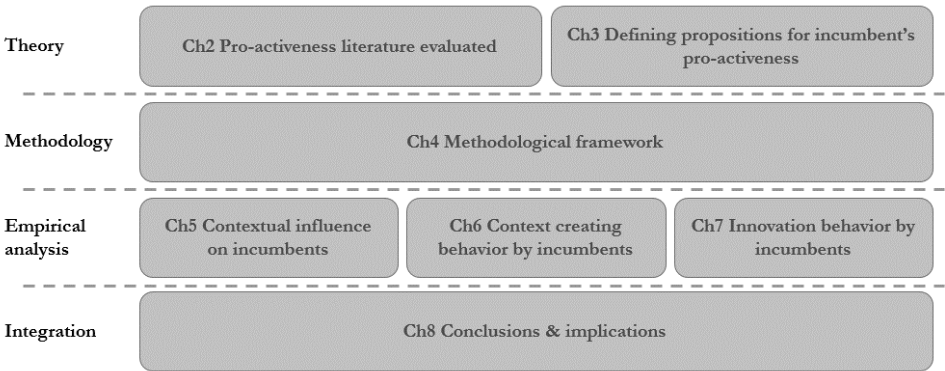 Theory
Ch2 Pro-activeness literature evaluated
Ch3 Defining propositions for incumbent's
pro-activeness
Methodology
Ch4 Methodological framework
Empirical
analysis
Ch5 Contextual influence
on incumbents
Ch6 Context creating
behavior by incumbents
Ch7 Innovation behavior by
incumbents
Integration
Ch8 Conclusions & implications